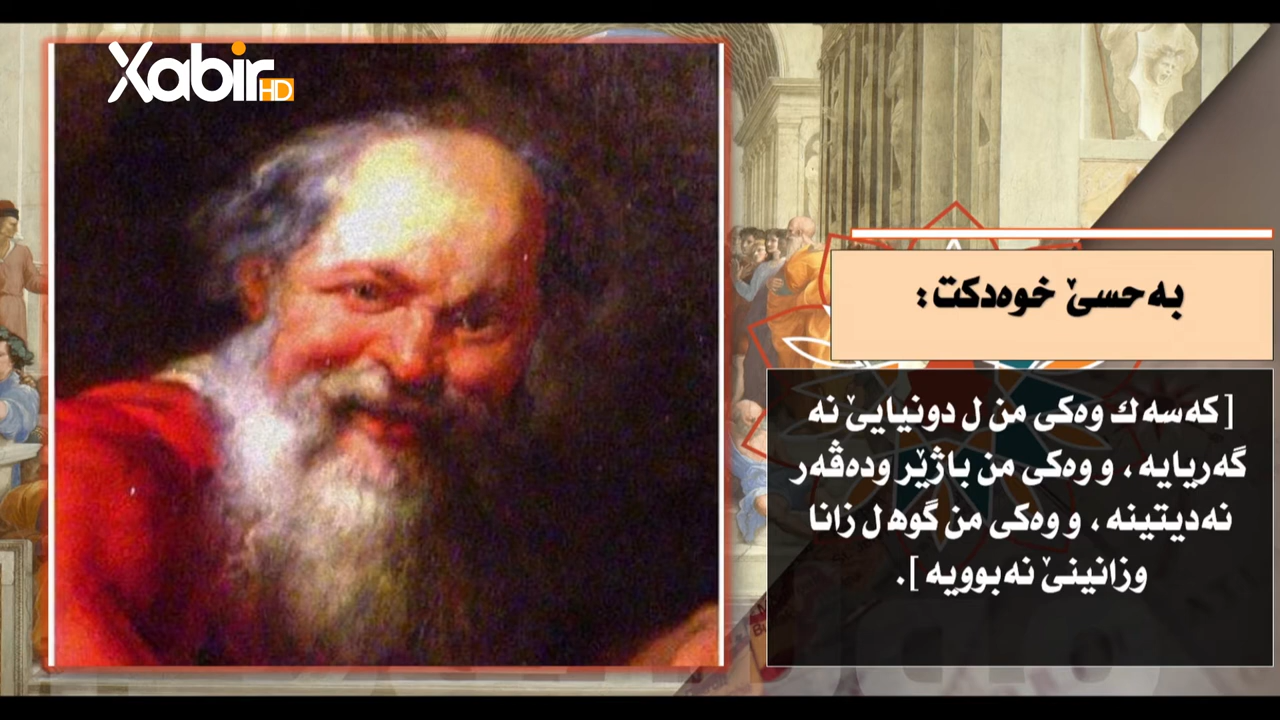 Xabir HD
بەحسێ خوەدکت :
[ کەسەك وەکی من ل دونیایێ نە
گەریایە ، و وەکی من باژێر ودەڤەر
نەدیتینە ، و وەکی من گوهـ ل زانا
وزانینێ نەبوویە ].